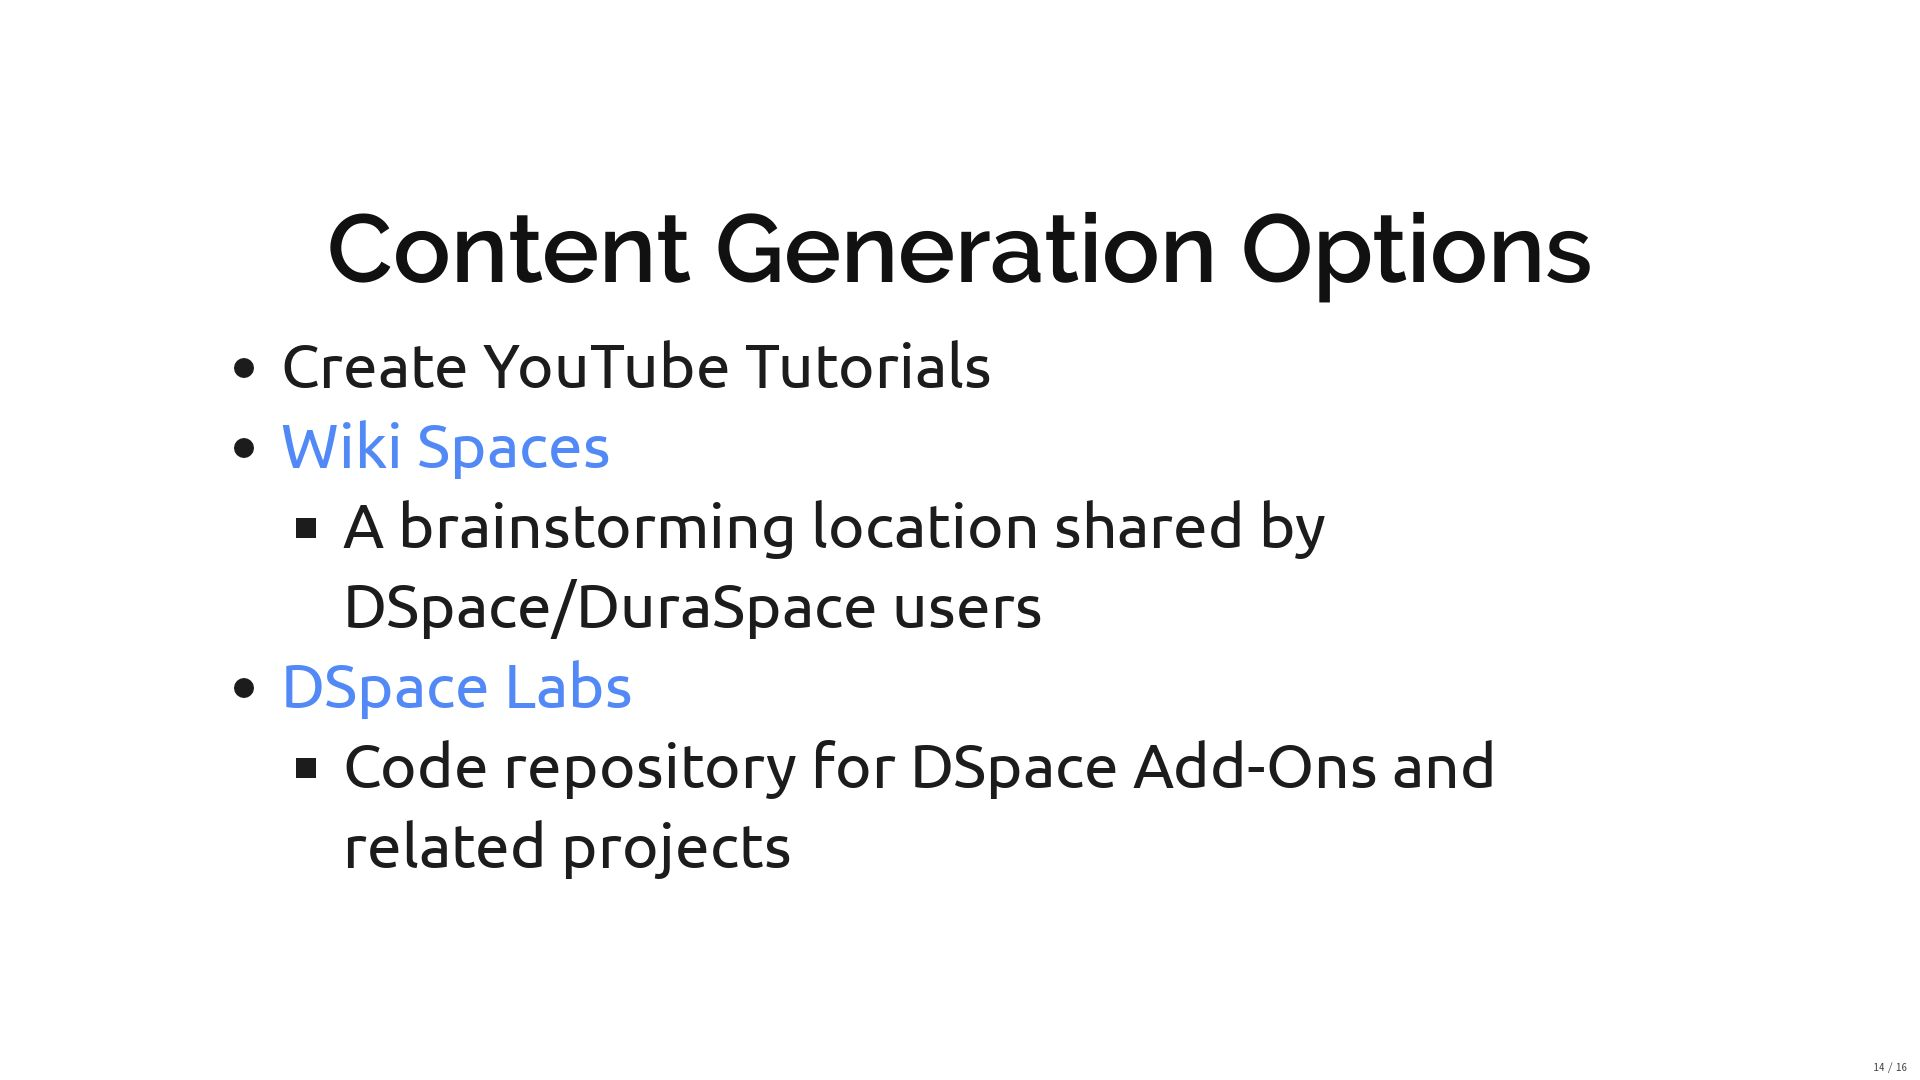 Content Generation Options
Create YouTube Tutorials
Wiki Spaces
A brainstorming location shared by
DSpace/DuraSpace users
DSpace Labs
Code repository for DSpace Add-Ons and
related projects
14 / 16